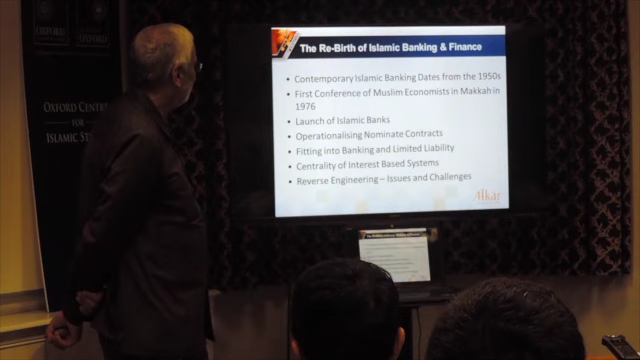 OXFORD
OXFORD
OXFORD CENTRE
FOR
ISLAMIC ST
The Re-Birth of Islamic Banking & Finance
• Contemporary Islamic Banking Dates from the 1950s
• First Conference of Muslim Economists in Makkah in
1976
• Launch of Islamic Banks
• Operationalising Nominate Contracts
• Fitting into Banking and Limited Liability
• Centrality of Interest Based Systems
• Reverse Engineering – Issues and Challenges
Alkar